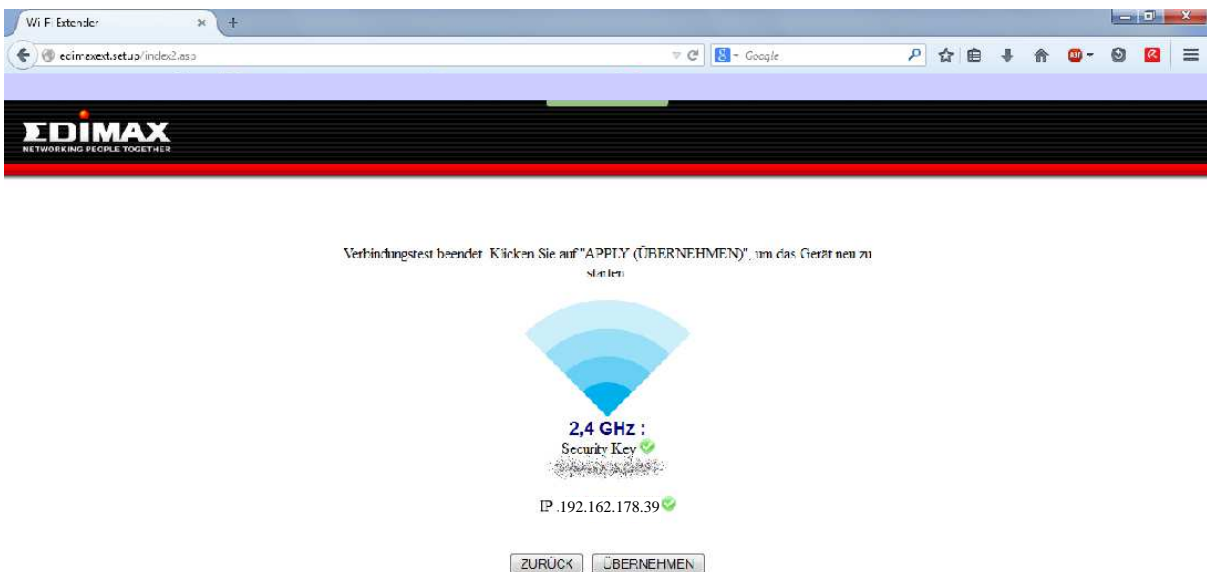 Wi-Fi Extender
edimaxext.setup/index2.asp
Google
EDIMAX
NETWORKING PEOPLE TOGETHER
Verbindungstest beendet. Klicken Sie auf "APPLY (ÜBERNEHMEN)", um das Gerät neu zu
starten
2,4 GHz :
Security Key
IP .192.162.178.39
ZURÜCK ÜBERNEHMEN